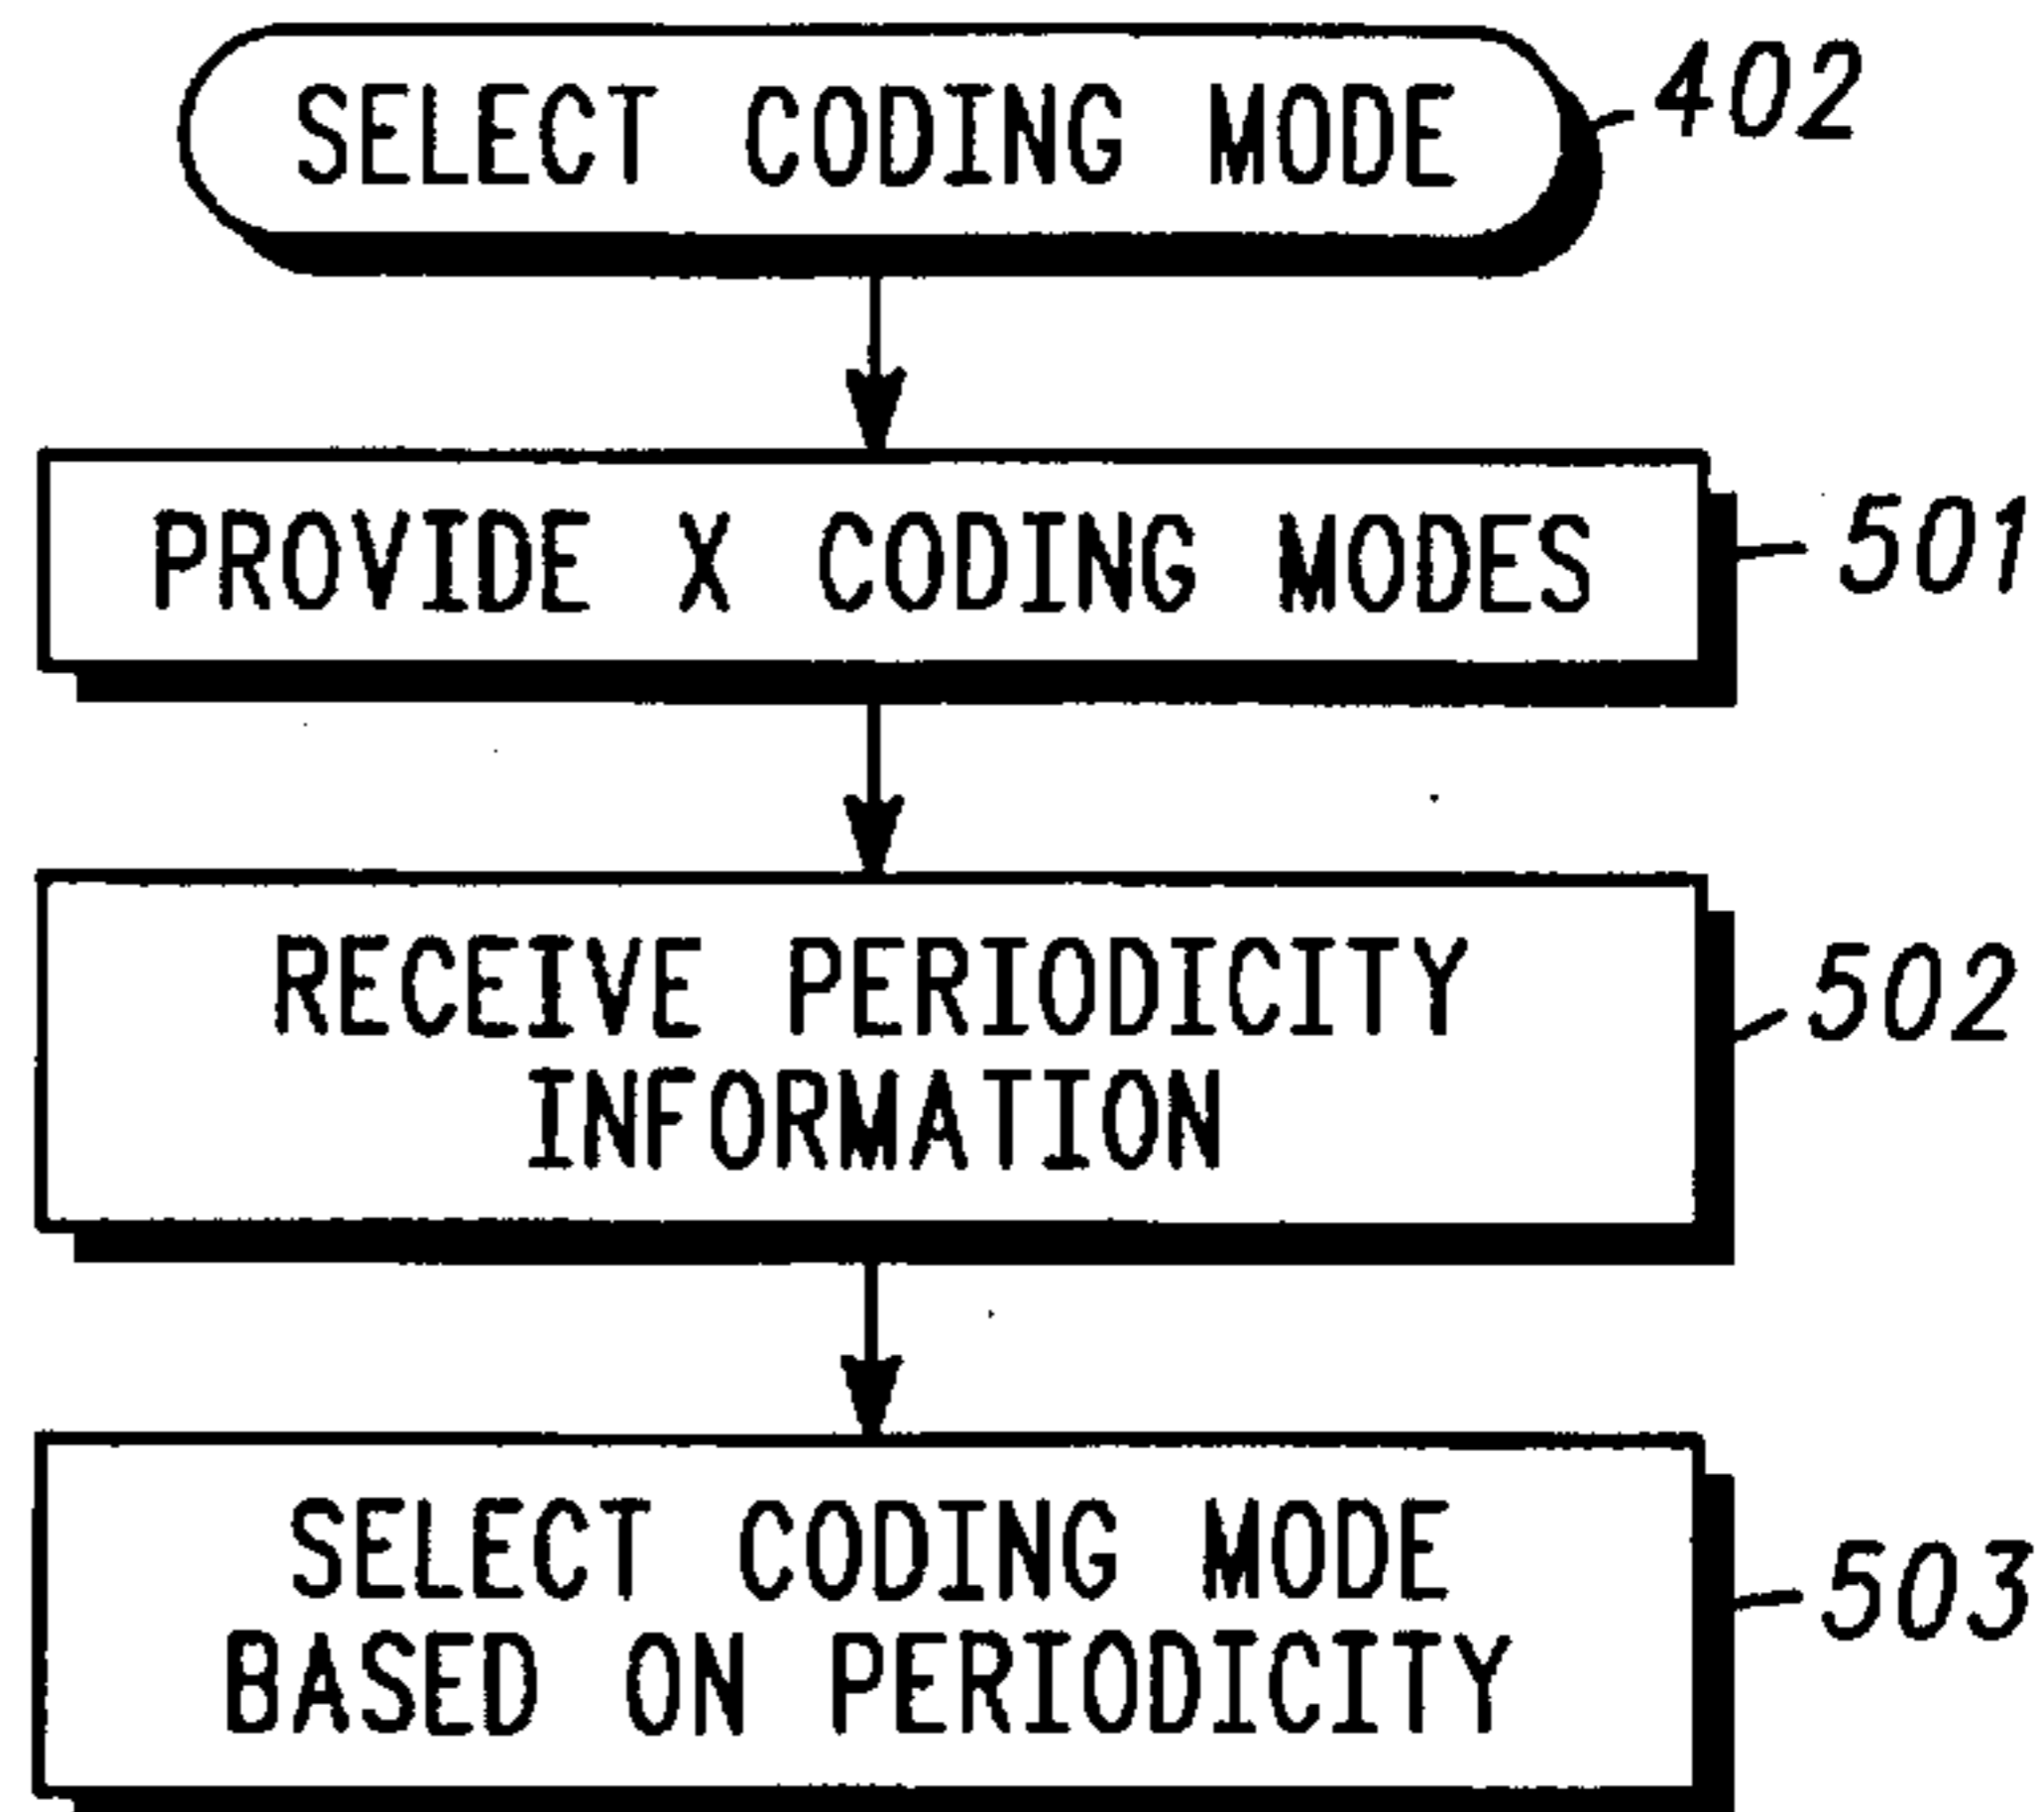 SELECT CODING MODE
402
PROVIDE X CODING MODES
501
RECEIVE PERIODICITY
INFORMATION
502
SELECT CODING MODE
BASED ON PERIODICITY
503